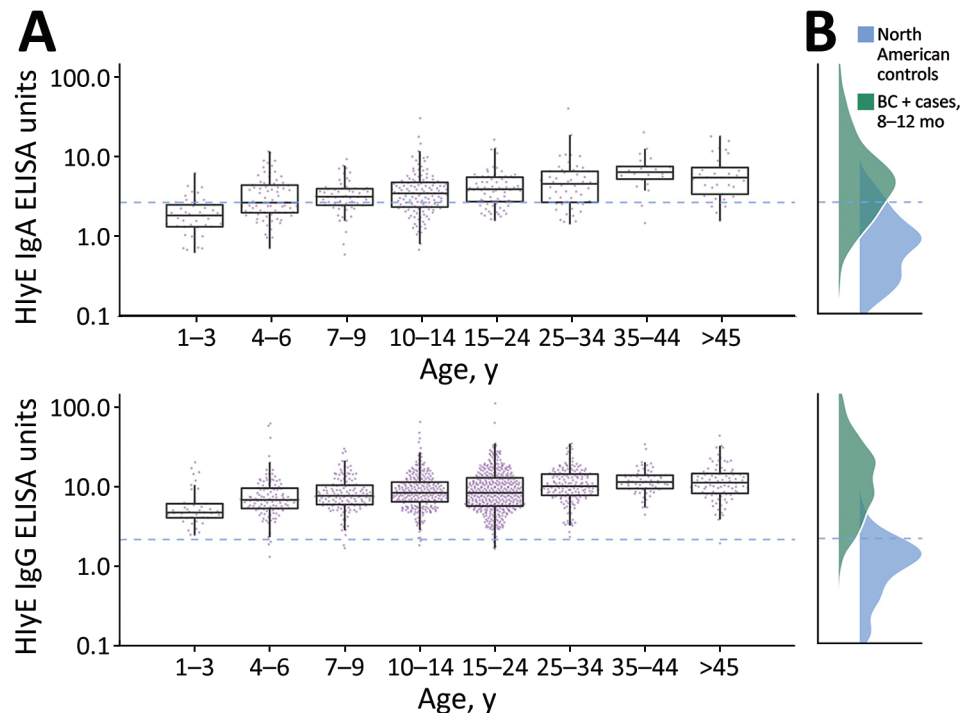 A
B
North
American
controls
BC + cases,
8–12 mo
HlyE IgA ELISA units
100.0
10.0
1.0
0.1
1–3 4–6 7–9 10–14 15–24 25–34 35–44 >45
Age, y
HlyE IgG ELISA units
100.0
10.0
1.0
0.1
1–3 4–6 7–9 10–14 15–24 25–34 35–44 >45
Age, y